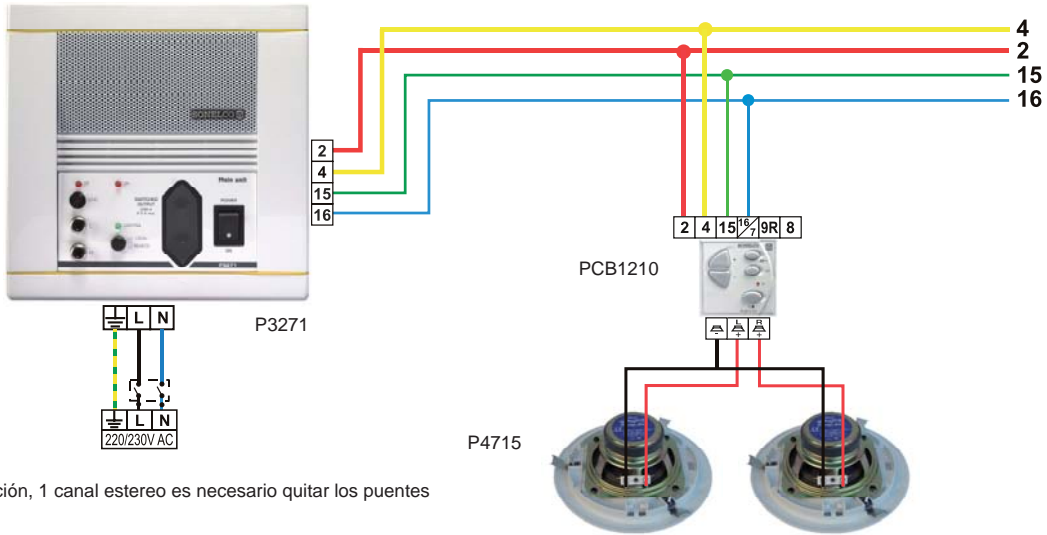 4
2
15
16
Main unit
POWER
2
4
15
16
2 4 15 16/7 9R 8
PCB1210
P3271
L N
L R
L N
220/230V AC
P4715
ción, 1 canal estereo es necesario quitar los puentes